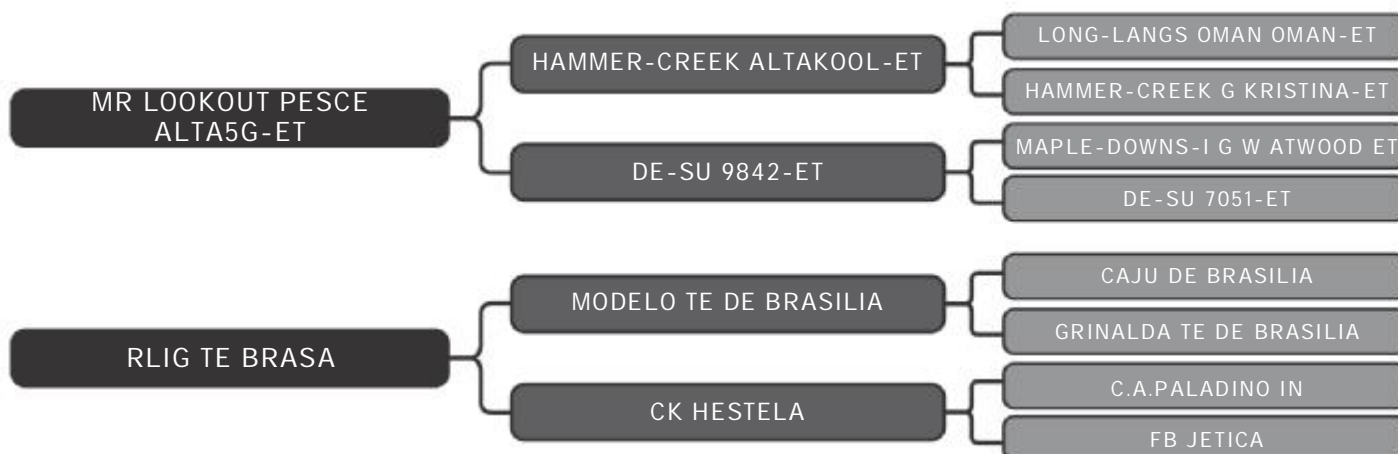 MR LOOKOUT PESCE
ALTA5G-ET
HAMMER-CREEK ALTAKOOL-ET
DE-SU 9842-ET
LONG-LANGS OMAN OMAN-ET
HAMMER-CREEK G KRISTINA-ET
MAPLE-DOWNS-I G W ATWOOD ET
DE-SU 7051-ET
RLIG TE BRASA
MODELO TE DE BRASILIA
CK HESTELA
CAJU DE BRASILIA
GRINALDA TE DE BRASILIA
C.A.PALADINO IN
FB JETICA